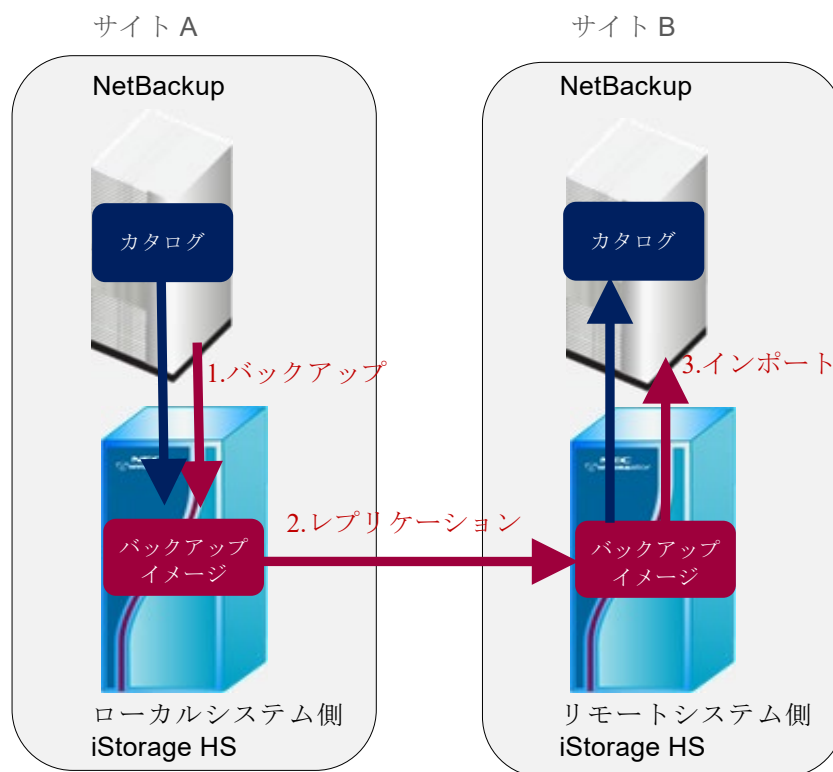 サイト A
サイト B
NetBackup
NetBackup
カタログ
カタログ
1.バックアップ
3.インポート
NEC
NEC
2.レプリケーション
バックアップ
イメージ
バックアップ
イメージ
ローカルシステム側
iStorage HS
リモートシステム側
iStorage HS